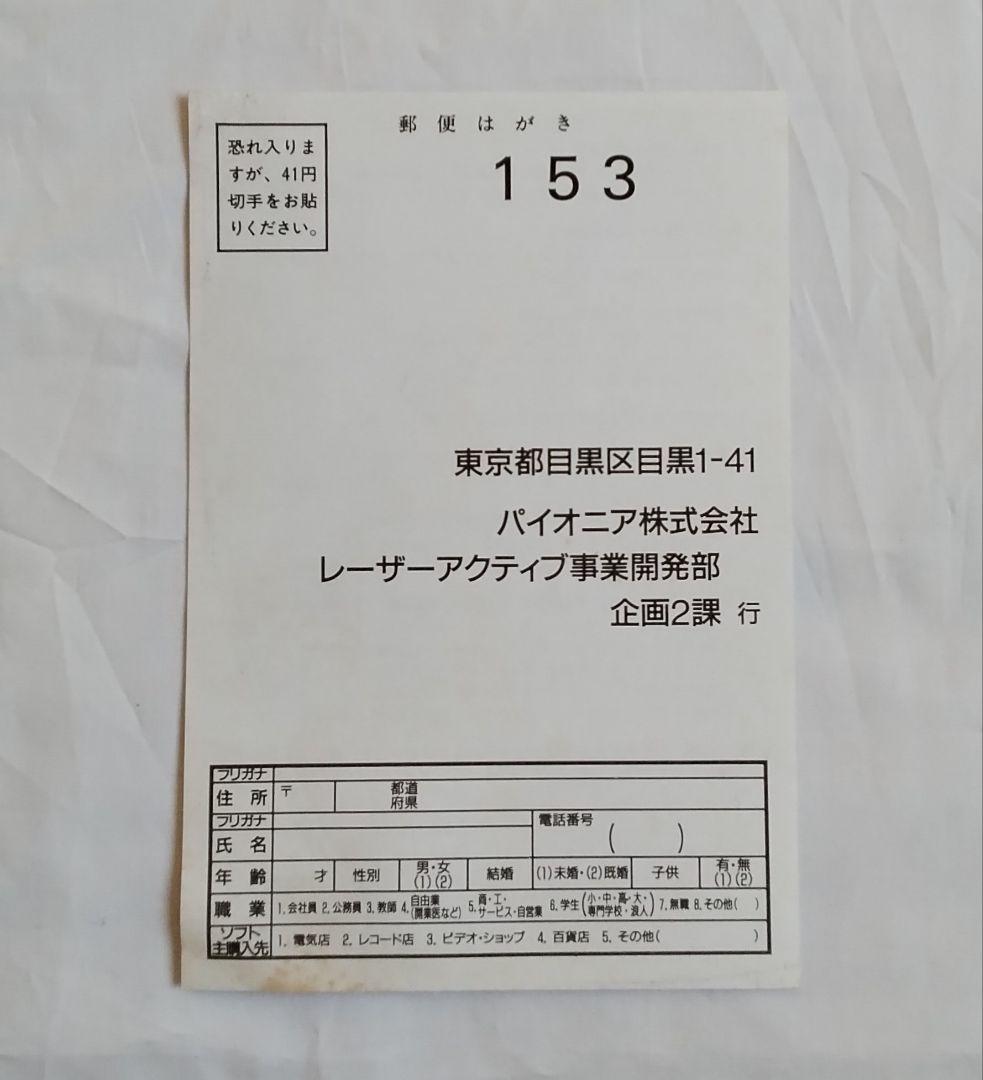 郵便はがき
恐れ入りま
すが、41円
切手をお貼
りください。
153
東京都目黒区目黒1-41
パイオニア株式会社
レーザーアクティブ事業開発部
企画2課 行
フリガナ
住所 〒 都道府県
フリガナ
氏名 電話番号 ( )
年齢 才 性別 男・女 (1)(2) 結婚 (1)未婚・(2)既婚 子供 有・無 (1)(2)
職業 1.会社員 2.公務員 3.教師 4.自由業(開業医など) 5.商・工・サービス・自営業 6.学生(小・中・高・大・専門学校・浪人) 7.無職 8.その他( )
ソフト主購入先 1.電気店 2.レコード店 3.ビデオ・ショップ 4.百貨店 5.その他( )